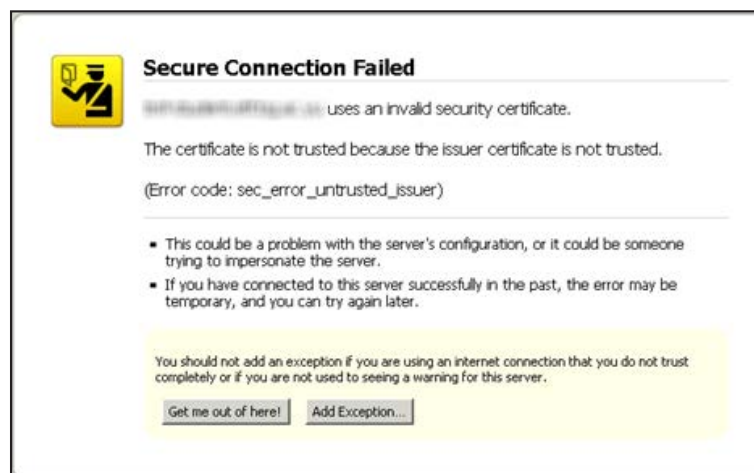 Secure Connection Failed
uses an invalid security certificate.
The certificate is not trusted because the issuer certificate is not trusted.
(Error code: sec_error_untrusted_issuer)
This could be a problem with the server's configuration, or it could be someone
trying to impersonate the server.
If you have connected to this server successfully in the past, the error may be
temporary, and you can try again later.
You should not add an exception if you are using an internet connection that you do not trust
completely or if you are not used to seeing a warning for this server.
Get me out of here! Add Exception...